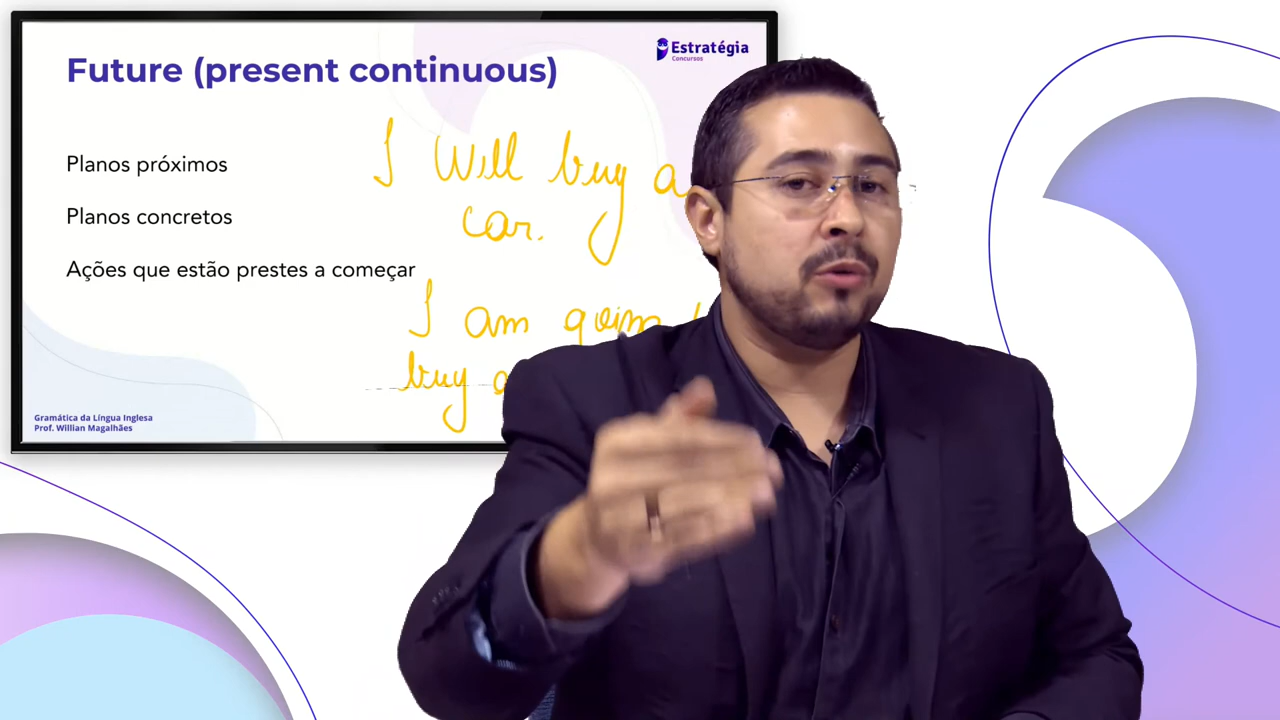 Future (present continuous)
Estratégia
Concursos
Planos próximos
Planos concretos
Ações que estão prestes a começar
I Will buy a
car.
I am going
buy a
Gramática da Língua Inglesa
Prof. Willian Magalhães